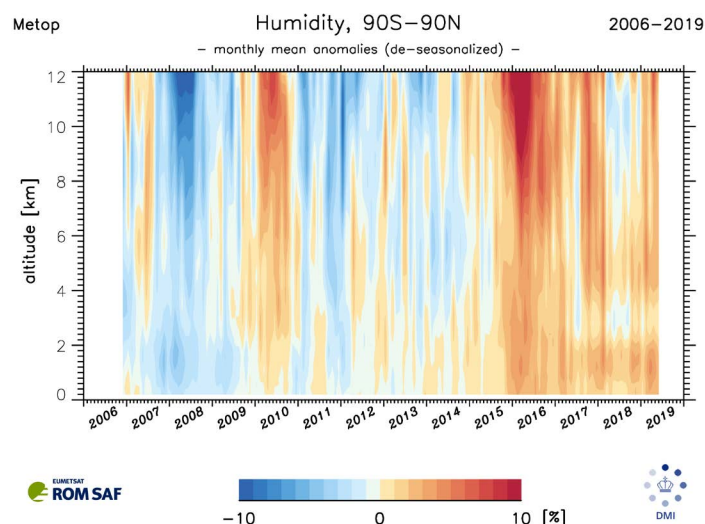 Metop Humidity, 90S-90N 2006-2019
- monthly mean anomalies (de-seasonalized) -
12
10
8
6
4
2
0
altitude [km]
2006 2007 2008 2009 2010 2011 2012 2013 2014 2015 2016 2017 2018 2019
EUMETSAT
ROM SAF
-10 0 10 [%]
DMI